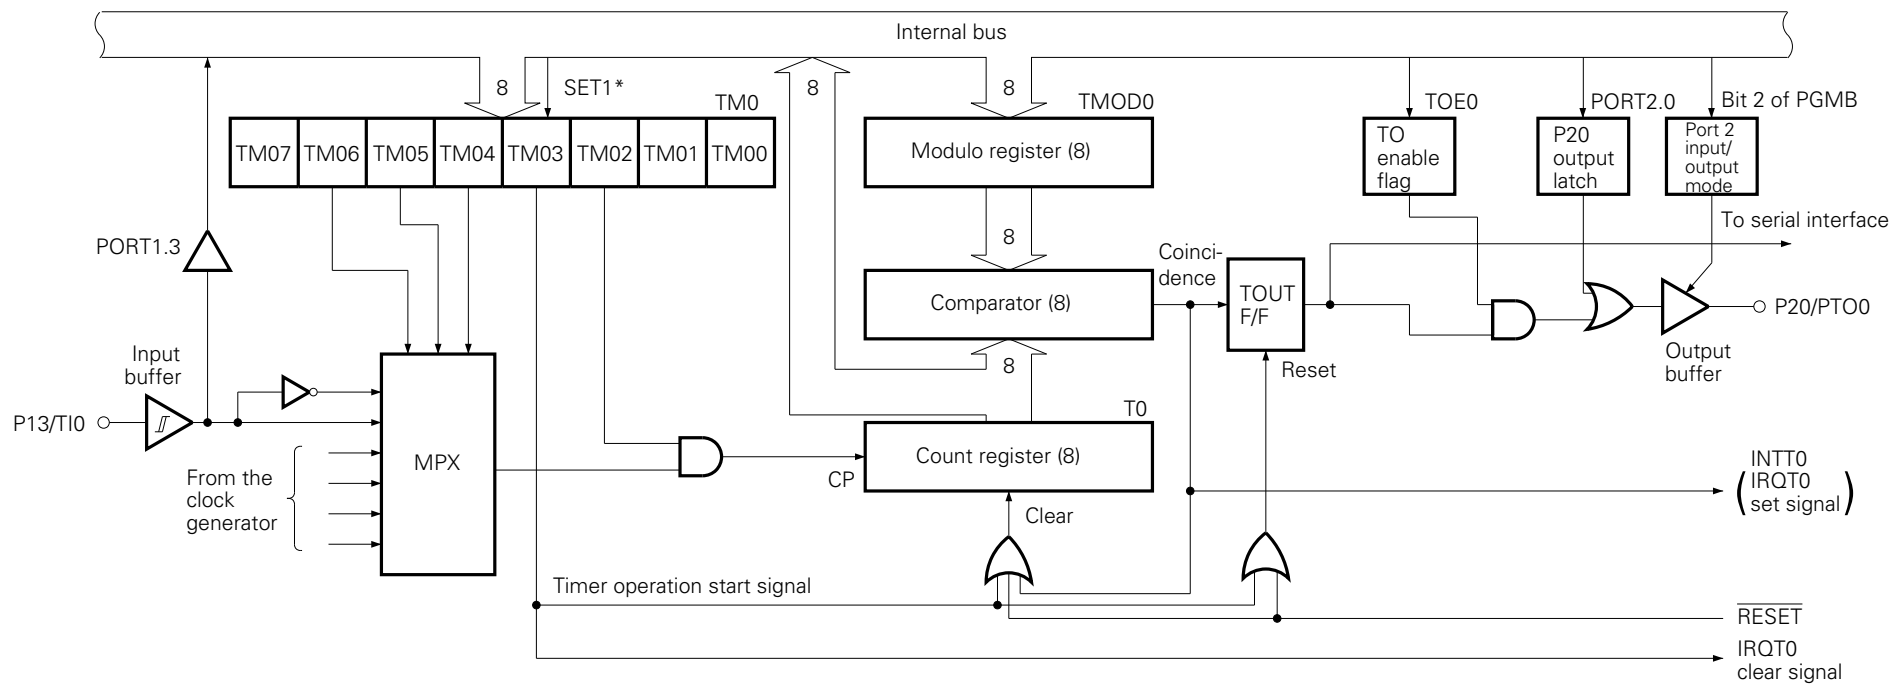 Internal bus
8
SET1*
8
8
TM0
TMOD0
TOE0
PORT2.0
Bit 2 of PGMB
TM07
TM06
TM05
TM04
TM03
TM02
TM01
TM00
Modulo register (8)
TO
enable
flag
P20
output
latch
Port 2
input/
output
mode
PORT1.3
8
To serial interface
Coinci-
dence
Comparator (8)
TOUT
F/F
P20/PTO0
Input
buffer
8
Reset
Output
buffer
P13/TI0
T0
MPX
Count register (8)
CP
From the
clock
generator
INTT0
IRQT0
set signal
Clear
Timer operation start signal
RESET
IRQT0
clear signal